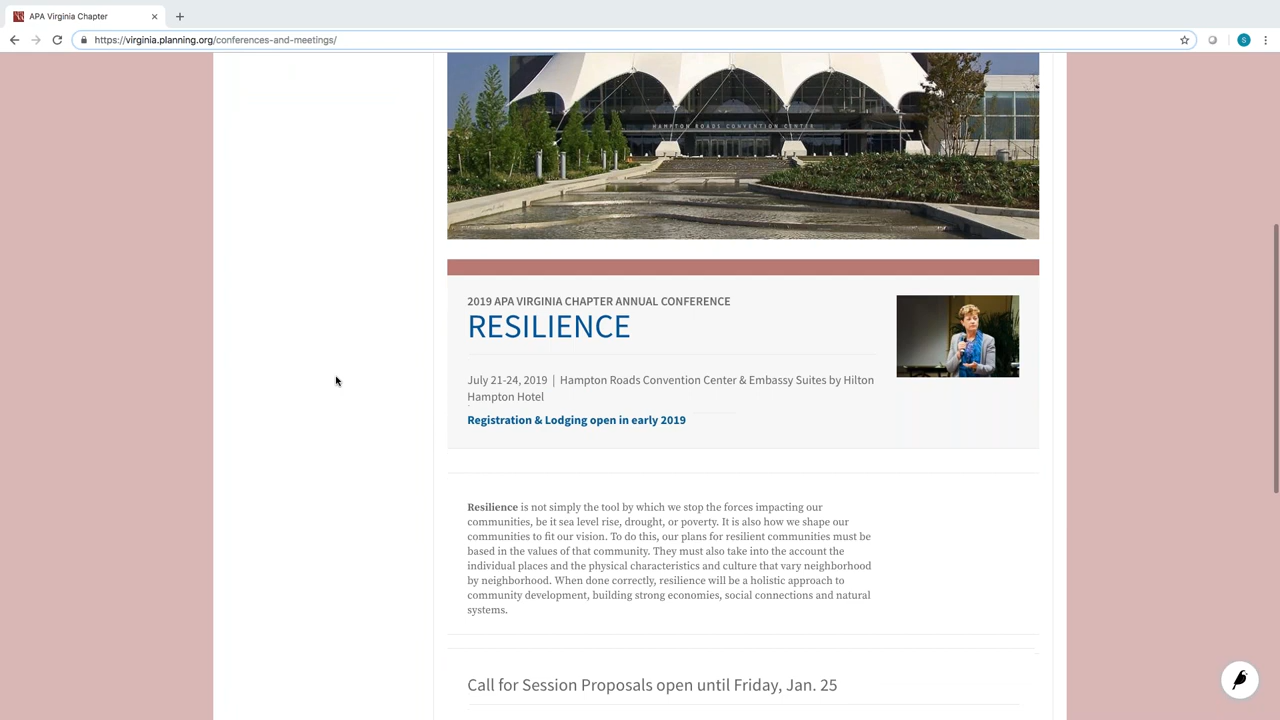 APA Virginia Chapter
https://virginia.planning.org/conferences-and-meetings/
S
HAMPTON ROADS CONVENTION CENTER
2019 APA VIRGINIA CHAPTER ANNUAL CONFERENCE
RESILIENCE
July 21-24, 2019 | Hampton Roads Convention Center & Embassy Suites by Hilton
Hampton Hotel
Registration & Lodging open in early 2019
Resilience is not simply the tool by which we stop the forces impacting our
communities, be it sea level rise, drought, or poverty. It is also how we shape our
communities to fit our vision. To do this, our plans for resilient communities must be
based in the values of that community. They must also take into the account the
individual places and the physical characteristics and culture that vary neighborhood
by neighborhood. When done correctly, resilience will be a holistic approach to
community development, building strong economies, social connections and natural
systems.
Call for Session Proposals open until Friday, Jan. 25